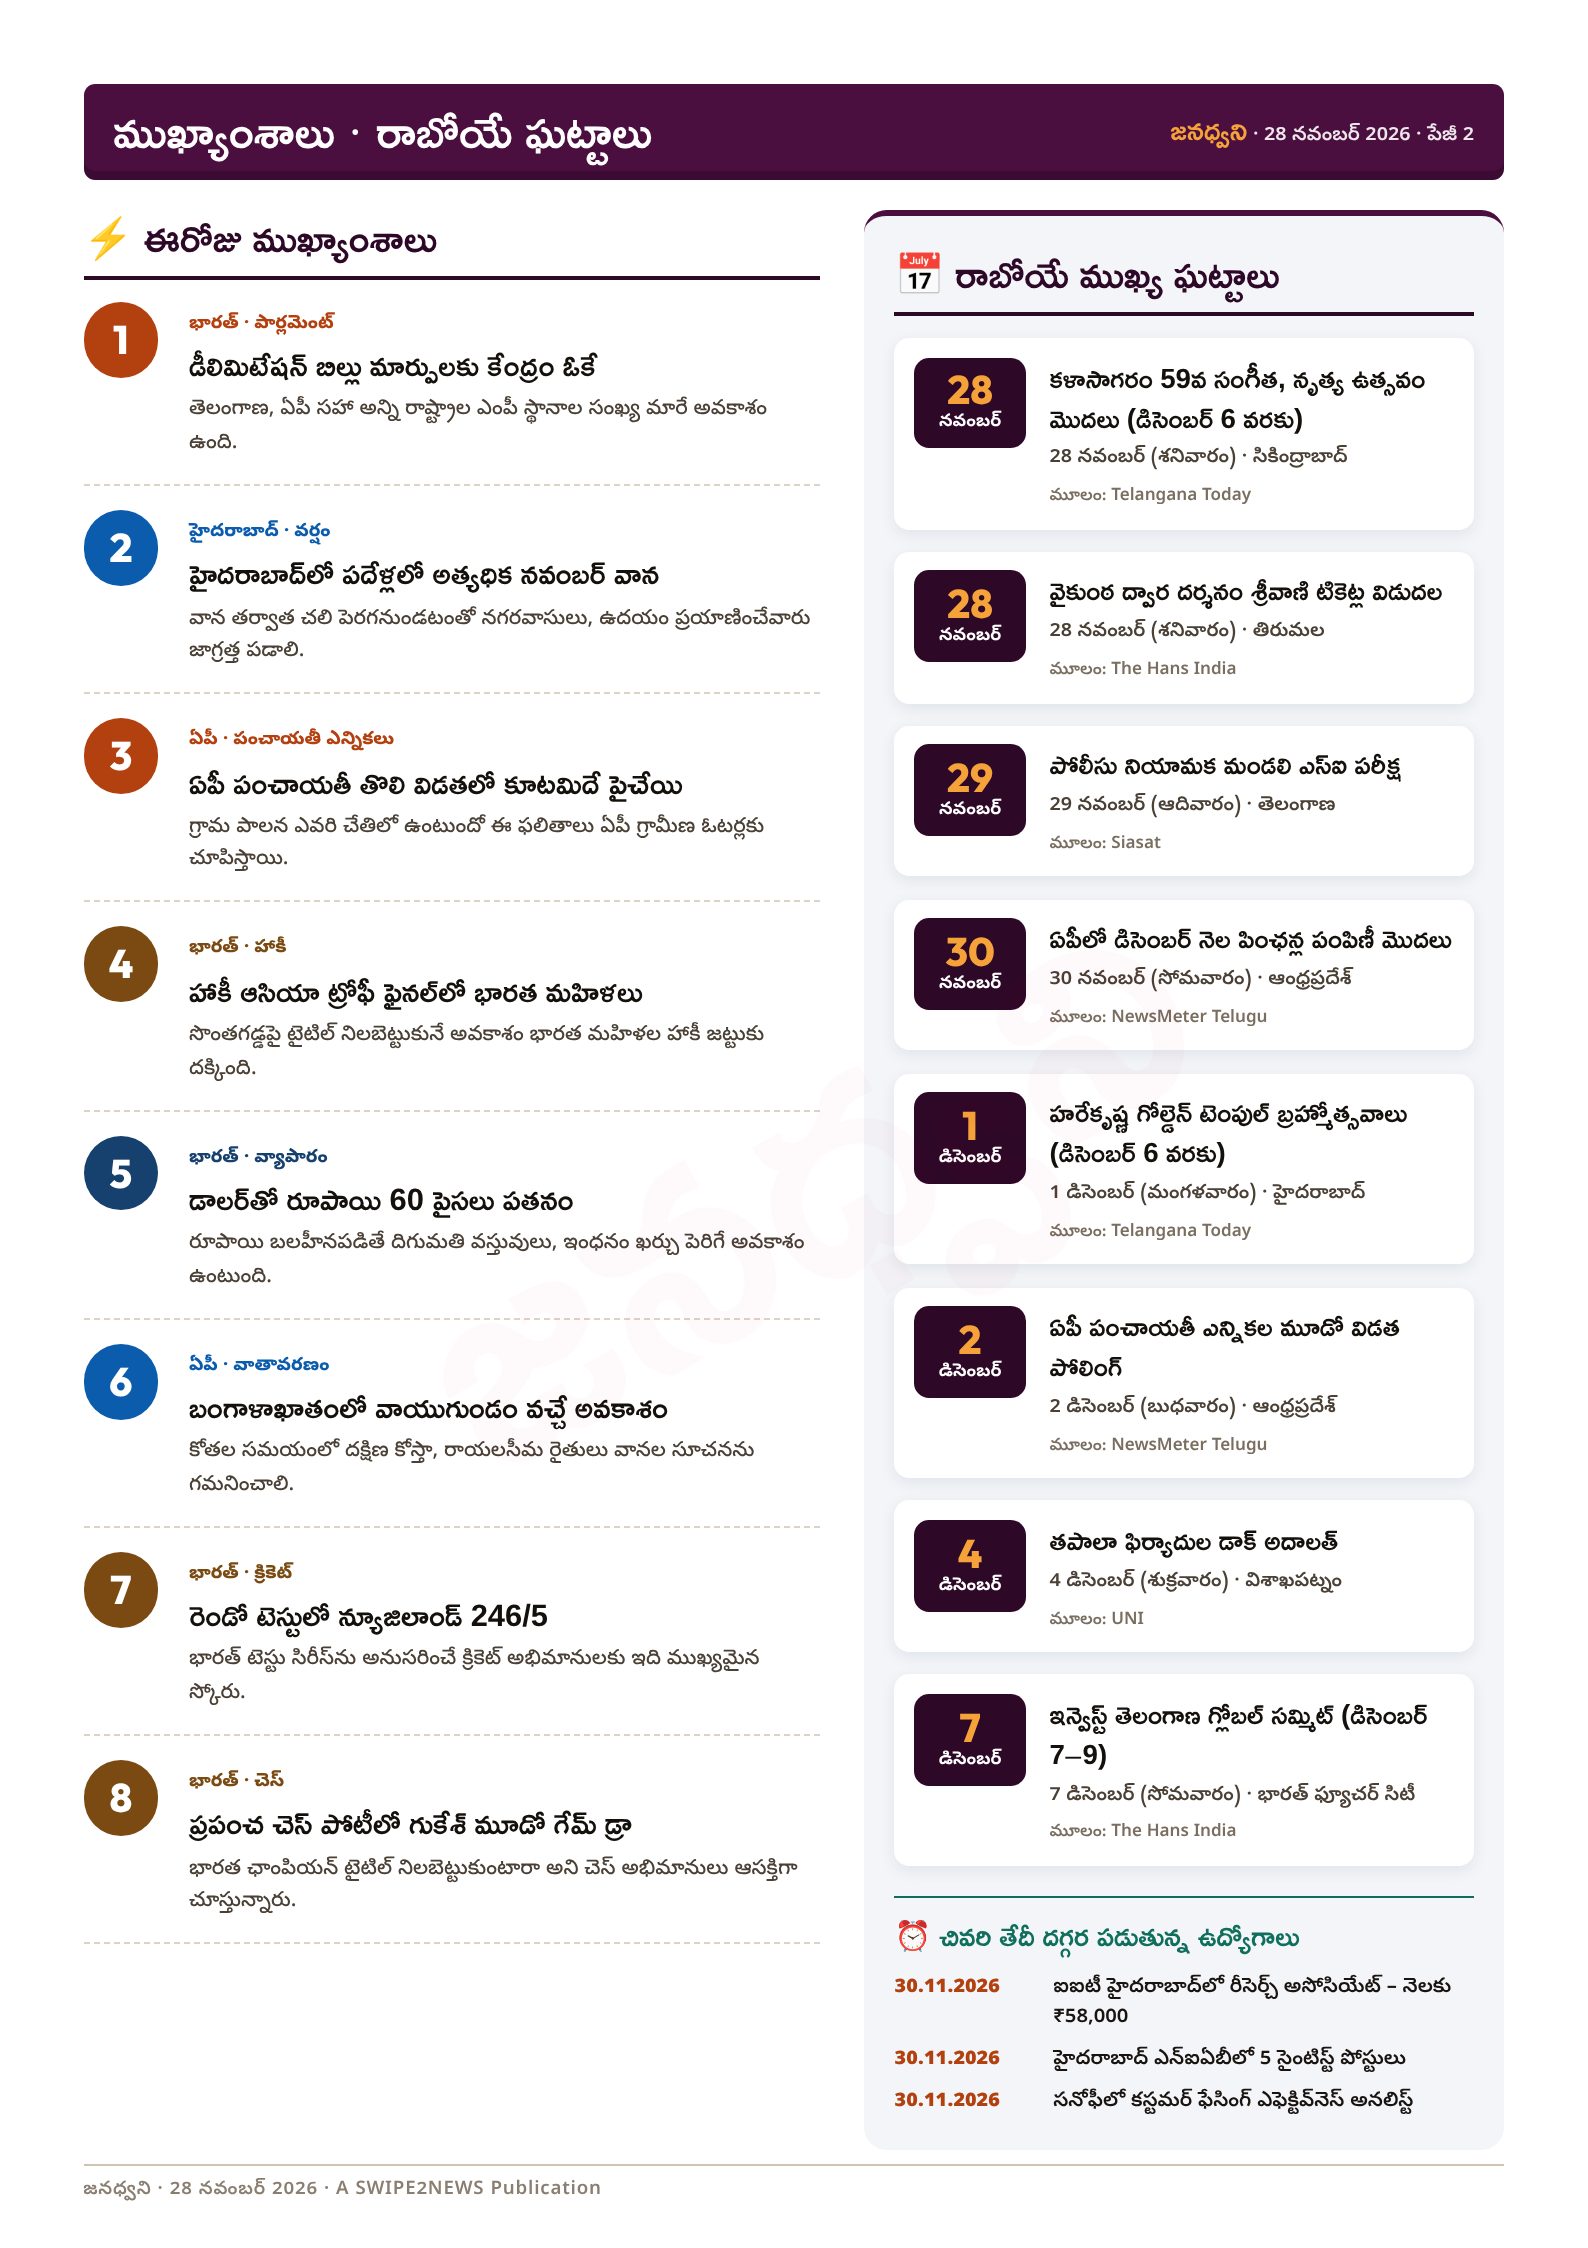 ముఖ్యాంశాలు · రాబోయే ఘట్టాలు
జనధ్వని · 28 నవంబర్ 2026 · పేజీ 2
⚡ ఈరోజు ముఖ్యాంశాలు
1
భారత్ · పార్లమెంట్
డీలిమిటేషన్ బిల్లు మార్పులకు కేంద్రం ఓకే
తెలంగాణ, ఏపీ సహా అన్ని రాష్ట్రాల ఎంపీ స్థానాల సంఖ్య మారే అవకాశం
ఉంది.
2
హైదరాబాద్ · వర్షం
హైదరాబాద్‌లో పదేళ్లలో అత్యధిక నవంబర్ వాన
వాన తర్వాత చలి పెరగనుండటంతో నగరవాసులు, ఉదయం ప్రయాణించేవారు
జాగ్రత్త పడాలి.
3
ఏపీ · పంచాయతీ ఎన్నికలు
ఏపీ పంచాయతీ తొలి విడతలో కూటమిదే పైచేయి
గ్రామ పాలన ఎవరి చేతిలో ఉంటుందో ఈ ఫలితాలు ఏపీ గ్రామీణ ఓటర్లకు
చూపిస్తాయి.
4
భారత్ · హాకీ
హాకీ ఆసియా ట్రోఫీ ఫైనల్‌లో భారత మహిళలు
సొంతగడ్డపై టైటిల్ నిలబెట్టుకునే అవకాశం భారత మహిళల హాకీ జట్టుకు
దక్కింది.
5
భారత్ · వ్యాపారం
డాలర్‌తో రూపాయి 60 పైసలు పతనం
రూపాయి బలహీనపడితే దిగుమతి వస్తువులు, ఇంధనం ఖర్చు పెరిగే అవకాశం
ఉంటుంది.
6
ఏపీ · వాతావరణం
బంగాళాఖాతంలో వాయుగుండం వచ్చే అవకాశం
కోతల సమయంలో దక్షిణ కోస్తా, రాయలసీమ రైతులు వానల సూచనను
గమనించాలి.
7
భారత్ · క్రికెట్
రెండో టెస్టులో న్యూజిలాండ్ 246/5
భారత్ టెస్టు సిరీస్‌ను అనుసరించే క్రికెట్ అభిమానులకు ఇది ముఖ్యమైన
స్కోరు.
8
భారత్ · చెస్
ప్రపంచ చెస్ పోటీలో గుకేశ్ మూడో గేమ్ డ్రా
భారత ఛాంపియన్ టైటిల్ నిలబెట్టుకుంటారా అని చెస్ అభిమానులు ఆసక్తిగా
చూస్తున్నారు.
📅 రాబోయే ముఖ్య ఘట్టాలు
28
నవంబర్
కళాసాగరం 59వ సంగీత, నృత్య ఉత్సవం
మొదలు (డిసెంబర్ 6 వరకు)
28 నవంబర్ (శనివారం) · సికింద్రాబాద్
మూలం: Telangana Today
28
నవంబర్
వైకుంఠ ద్వార దర్శనం శ్రీవాణి టికెట్ల విడుదల
28 నవంబర్ (శనివారం) · తిరుమల
మూలం: The Hans India
29
నవంబర్
పోలీసు నియామక మండలి ఎస్ఐ పరీక్ష
29 నవంబర్ (ఆదివారం) · తెలంగాణ
మూలం: Siasat
30
నవంబర్
ఏపీలో డిసెంబర్ నెల పింఛన్ల పంపిణీ మొదలు
30 నవంబర్ (సోమవారం) · ఆంధ్రప్రదేశ్
మూలం: NewsMeter Telugu
1
డిసెంబర్
హరేకృష్ణ గోల్డెన్ టెంపుల్ బ్రహ్మోత్సవాలు
(డిసెంబర్ 6 వరకు)
1 డిసెంబర్ (మంగళవారం) · హైదరాబాద్
మూలం: Telangana Today
2
డిసెంబర్
ఏపీ పంచాయతీ ఎన్నికల మూడో విడత
పోలింగ్
2 డిసెంబర్ (బుధవారం) · ఆంధ్రప్రదేశ్
మూలం: NewsMeter Telugu
4
డిసెంబర్
తపాలా ఫిర్యాదుల డాక్ అదాలత్
4 డిసెంబర్ (శుక్రవారం) · విశాఖపట్నం
మూలం: UNI
7
డిసెంబర్
ఇన్వెస్ట్ తెలంగాణ గ్లోబల్ సమ్మిట్ (డిసెంబర్
7–9)
7 డిసెంబర్ (సోమవారం) · భారత్ ఫ్యూచర్ సిటీ
మూలం: The Hans India
⏰ చివరి తేదీ దగ్గర పడుతున్న ఉద్యోగాలు
30.11.2026 ఐఐటీ హైదరాబాద్‌లో రీసెర్చ్ అసోసియేట్ – నెలకు
₹58,000
30.11.2026 హైదరాబాద్ ఎన్ఐఏబీలో 5 సైంటిస్ట్ పోస్టులు
30.11.2026 సనోఫీలో కస్టమర్ ఫేసింగ్ ఎఫెక్టివ్‌నెస్ అనలిస్ట్
జనధ్వని
జనధ్వని · 28 నవంబర్ 2026 · A SWIPE2NEWS Publication